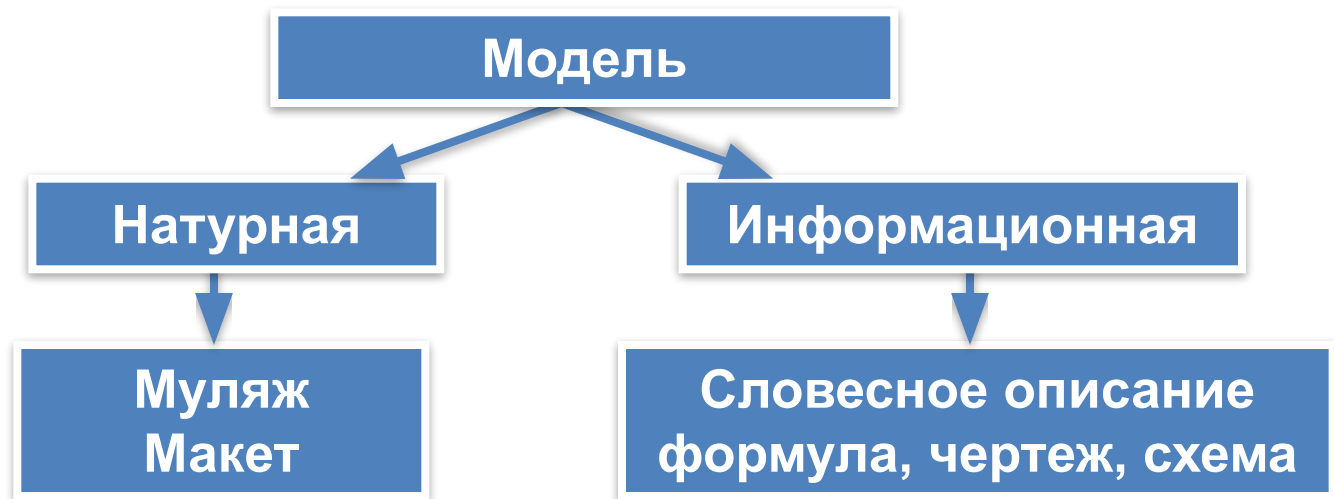 Модель
Натурная
Информационная
Муляж
Макет
Словесное описание
формула, чертеж, схема